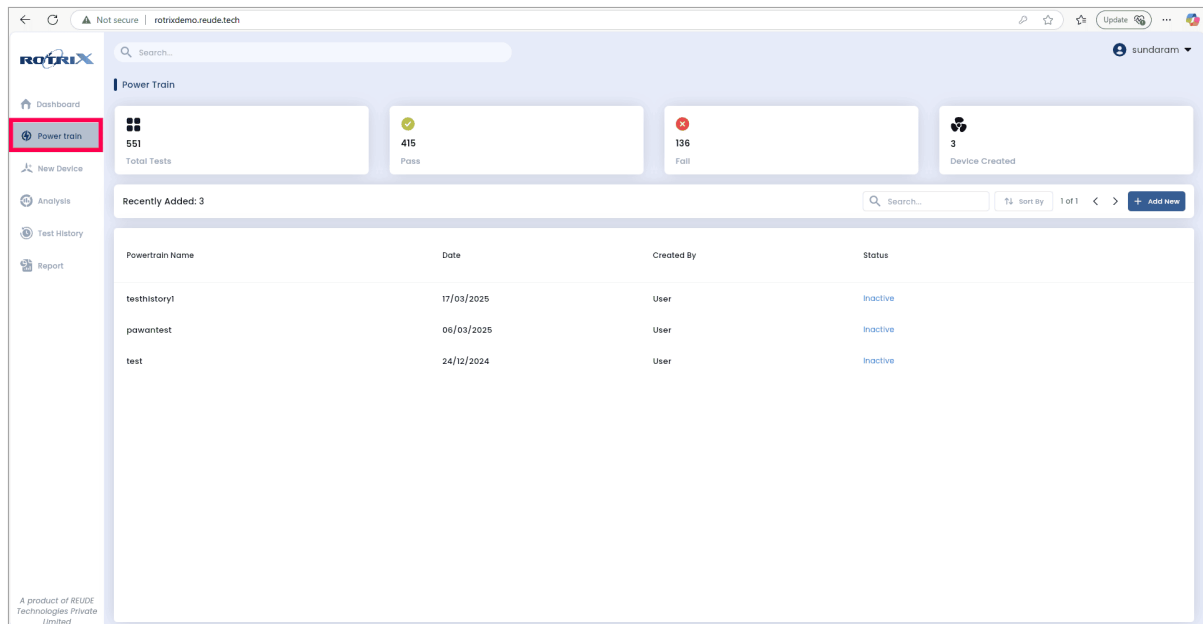 Not secure rotrixdemo.reude.tech Update
ROTRIX
Search...
sundaram
Power Train
Dashboard
Power train
New Device
Analysis
Test History
Report
551
Total Tests
415
Pass
136
Fail
3
Device Created
Recently Added: 3
Search...
Sort By
1 of 1
+ Add New
Powertrain Name Date Created By Status
testhistory1 17/03/2025 User Inactive
pawantest 06/03/2025 User Inactive
test 24/12/2024 User Inactive
A product of REUDE
Technologies Private
Limited